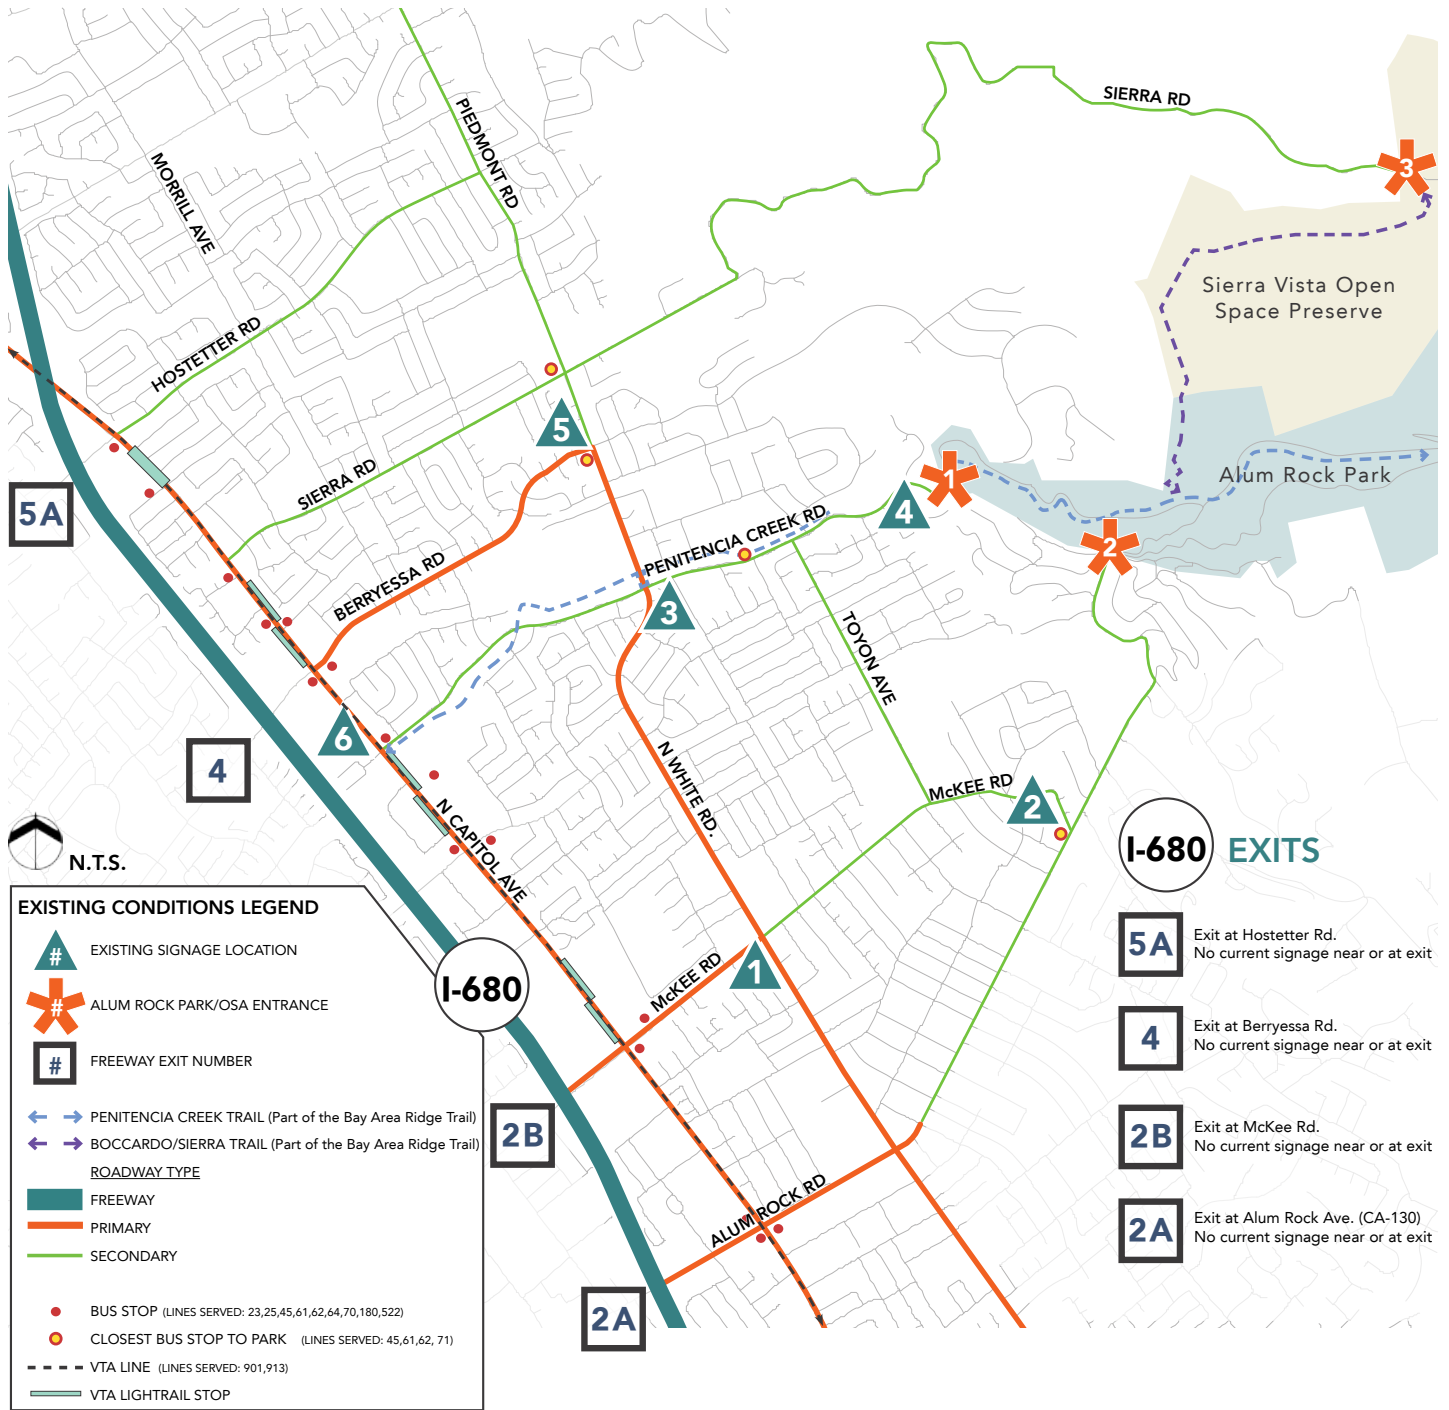 PIEDMONT RD
MORRILL AVE
SIERRA RD
3
Sierra Vista Open
Space Preserve
HOSTETTER RD
5
SIERRA RD
1
Alum Rock Park
5A
4
PENITENCIA CREEK RD
2
BERRYESSA RD
3
TOYON AVE
6
4
N WHITE RD.
McKEE RD
2
N CAPITOL AVE
N.T.S.
I-680
EXITS
5A
Exit at Hostetter Rd.
No current signage near or at exit
4
Exit at Berryessa Rd.
No current signage near or at exit
2B
Exit at McKee Rd.
No current signage near or at exit
2A
Exit at Alum Rock Ave. (CA-130)
No current signage near or at exit
McKEE RD
1
I-680
2B
ALUM ROCK RD
2A
EXISTING CONDITIONS LEGEND
# EXISTING SIGNAGE LOCATION
# ALUM ROCK PARK/OSA ENTRANCE
# FREEWAY EXIT NUMBER
PENITENCIA CREEK TRAIL (Part of the Bay Area Ridge Trail)
BOCCARDO/SIERRA TRAIL (Part of the Bay Area Ridge Trail)
ROADWAY TYPE
FREEWAY
PRIMARY
SECONDARY
BUS STOP (LINES SERVED: 23,25,45,61,62,64,70,180,522)
CLOSEST BUS STOP TO PARK (LINES SERVED: 45,61,62, 71)
VTA LINE (LINES SERVED: 901,913)
VTA LIGHTRAIL STOP